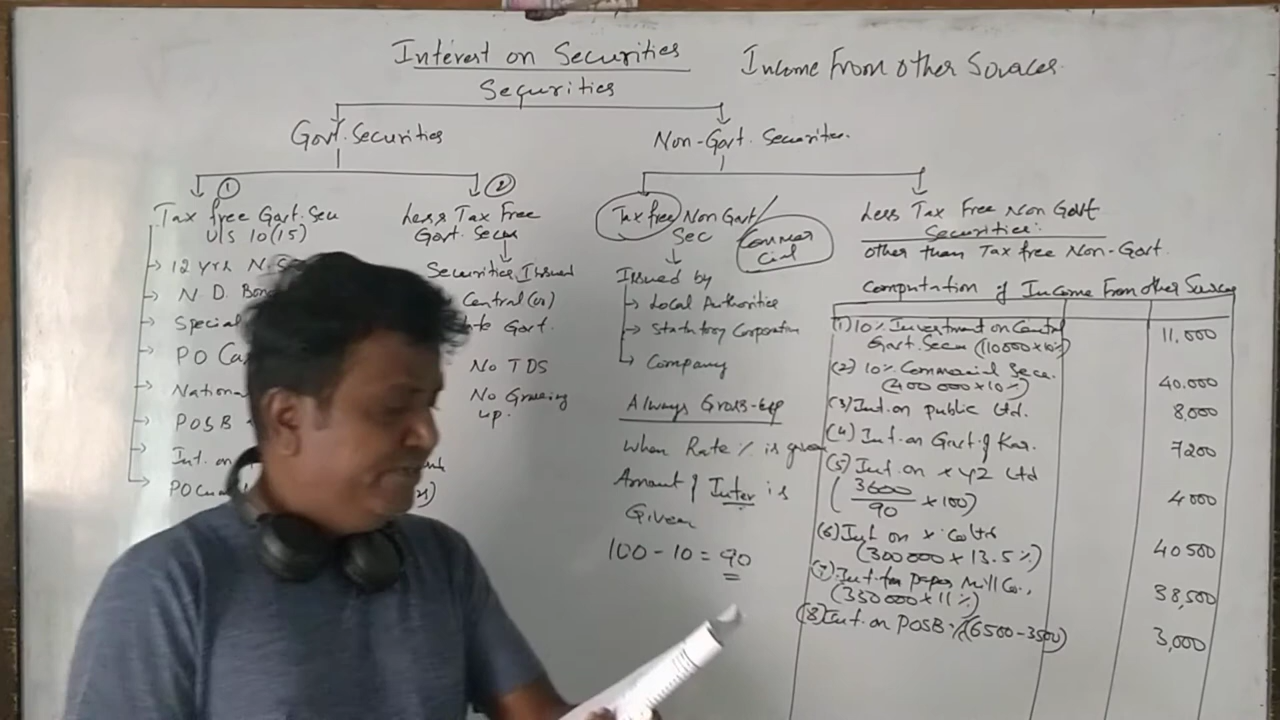 Interest on Securities
Income From other Sources
Securities
Govt. Securities
Non-Govt. Securities.
1
2
Tax free Govt. Secu
U/S 10(15)
Less Tax Free
Govt. Secu
12 yrs N.S
N. D. Bon
Special
PO Ca
National
POSB
Int. on
Securities Issued
Central (or)
Govt.
No TDS
No Grossing
up.
Tax free Non Govt
Sec
Commer
cial
Issued by
Local Authorities
Statutory Corporation
Company
Always Gross-up
When Rate % is given
Amount of Inter is
Given
100 - 10 = 90
Less Tax Free Non Govt
Securities:
other than Tax free Non-Govt.
Computation of Income From other Sources
(1) 10% Investment on Central
Govt. Secu (110000×10%)
11,000
(2) 10% Commercial Secu.
(400000×10%)
40.000
(3) Int. on public Ltd.
8,000
(4) Int. on Govt. of Kar.
7200
(5) Int. on XYZ Ltd
(3600/90 × 100)
4000
(6) Int on X Co Ltd
(300000 × 13.5%)
40500
(7) Int. paper Mill Co.,
(350000 × 11%)
38,500
(8) Int. on POSB. (6500-3500)
3,000